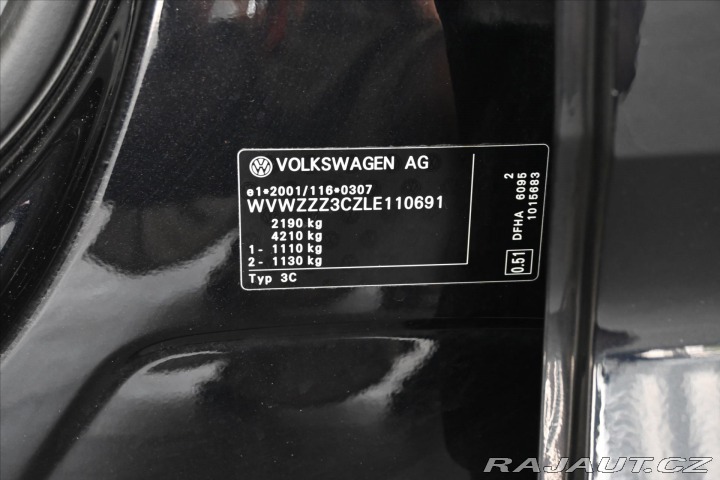 VOLKSWAGEN AG
e1*2001/116*0307
WVWZZZ3CZLE110691
2190 kg
4210 kg
1- 1110 kg
2- 1130 kg
Typ 3C
0.51 DFHA 6095 2
1015683
RAJAUT.CZ